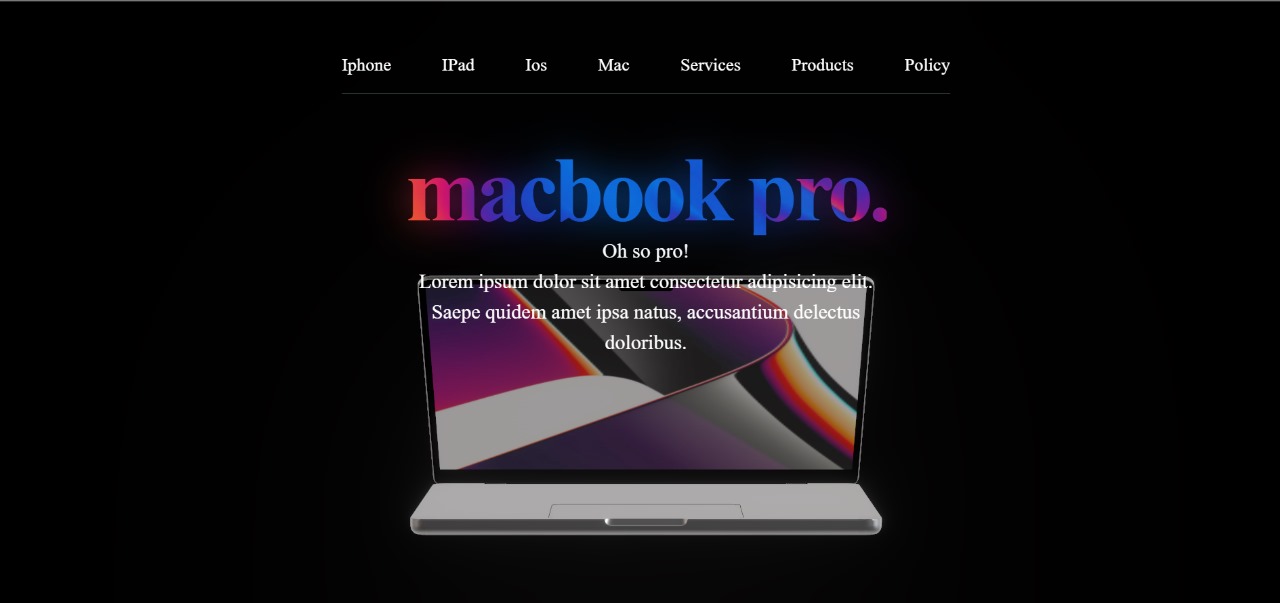 Iphone IPad Ios Mac Services Products Policy
macbook pro.
Oh so pro!
Lorem ipsum dolor sit amet consectetur adipisicing elit.
Saepe quidem amet ipsa natus, accusantium delectus
doloribus.